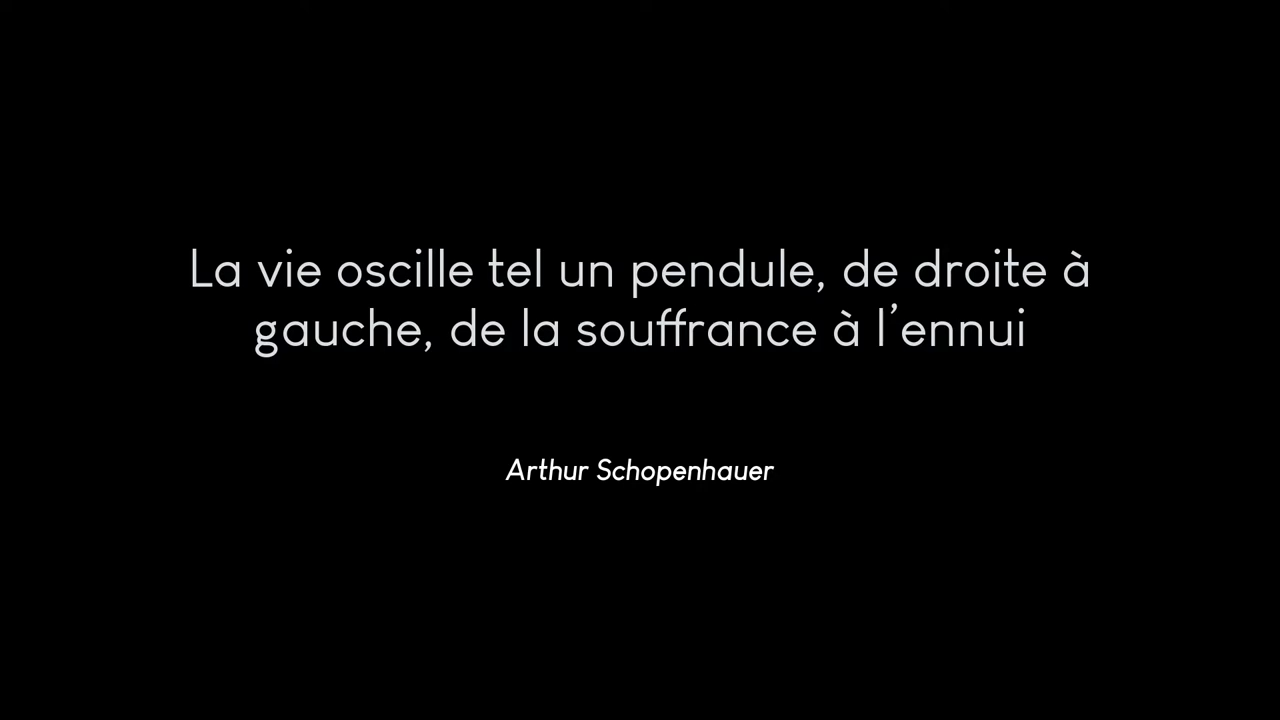 La vie oscille tel un pendule, de droite à
gauche, de la souffrance à l’ennui
Arthur Schopenhauer